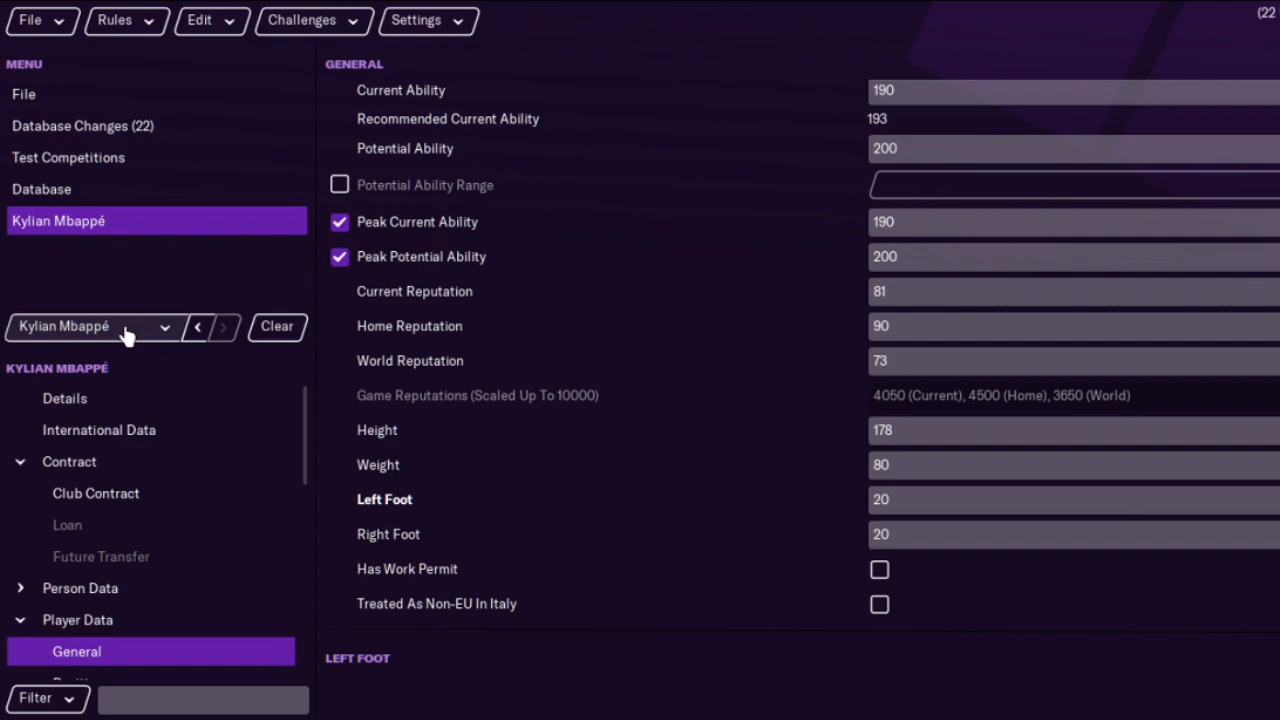 File Rules Edit Challenges Settings (22
MENU
File
Database Changes (22)
Test Competitions
Database
Kylian Mbappé
Kylian Mbappé Clear
KYLIAN MBAPPÉ
Details
International Data
Contract
Club Contract
Loan
Future Transfer
Person Data
Player Data
General
Filter
GENERAL
Current Ability 190
Recommended Current Ability 193
Potential Ability 200
Potential Ability Range
Peak Current Ability 190
Peak Potential Ability 200
Current Reputation 81
Home Reputation 90
World Reputation 73
Game Reputations (Scaled Up To 10000) 4050 (Current), 4500 (Home), 3650 (World)
Height 178
Weight 80
Left Foot 20
Right Foot 20
Has Work Permit
Treated As Non-EU In Italy
LEFT FOOT